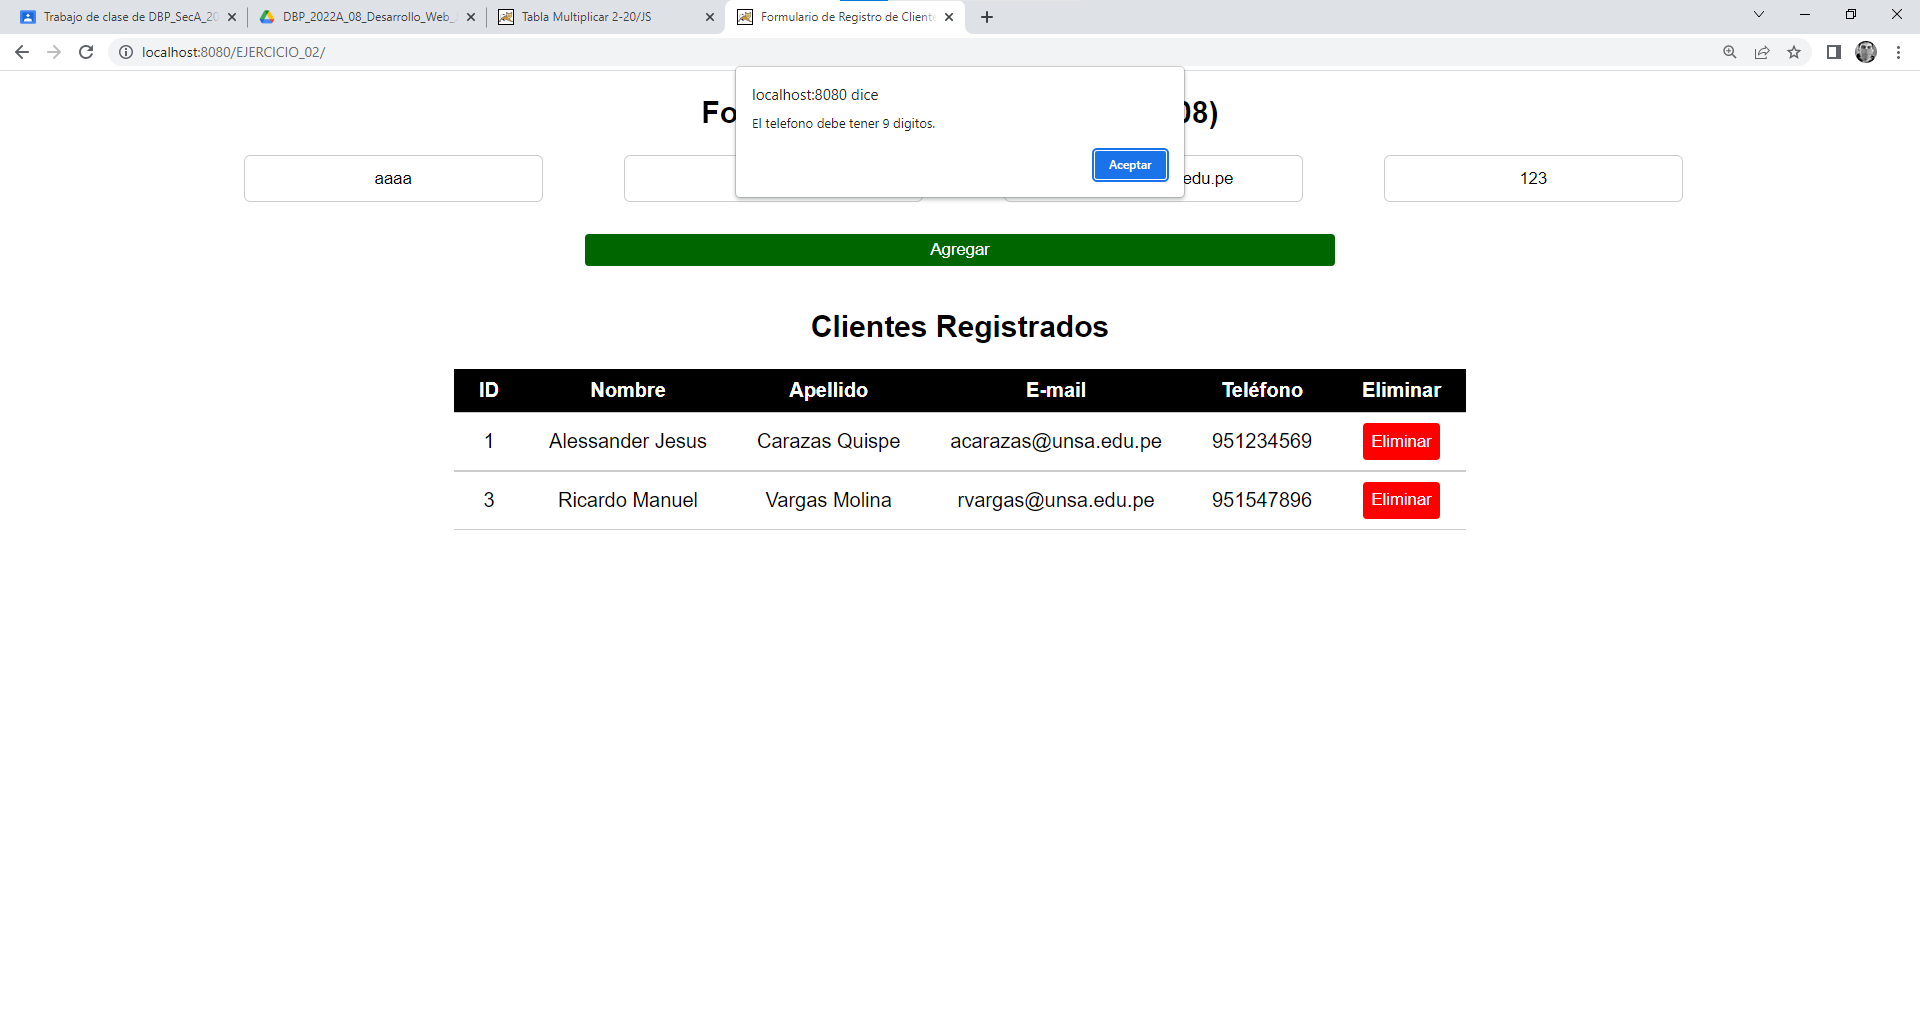 Trabajo de clase de DBP_SecA_20
DBP_2022A_08_Desarrollo_Web_
Tabla Multiplicar 2-20/JS
Formulario de Registro de Cliente
localhost:8080/EJERCICIO_02/
localhost:8080 dice
El telefono debe tener 9 digitos.
Aceptar
Fo 08)
aaaa
edu.pe
123
Agregar
Clientes Registrados
ID Nombre Apellido E-mail Teléfono Eliminar
1 Alessander Jesus Carazas Quispe acarazas@unsa.edu.pe 951234569 Eliminar
3 Ricardo Manuel Vargas Molina rvargas@unsa.edu.pe 951547896 Eliminar